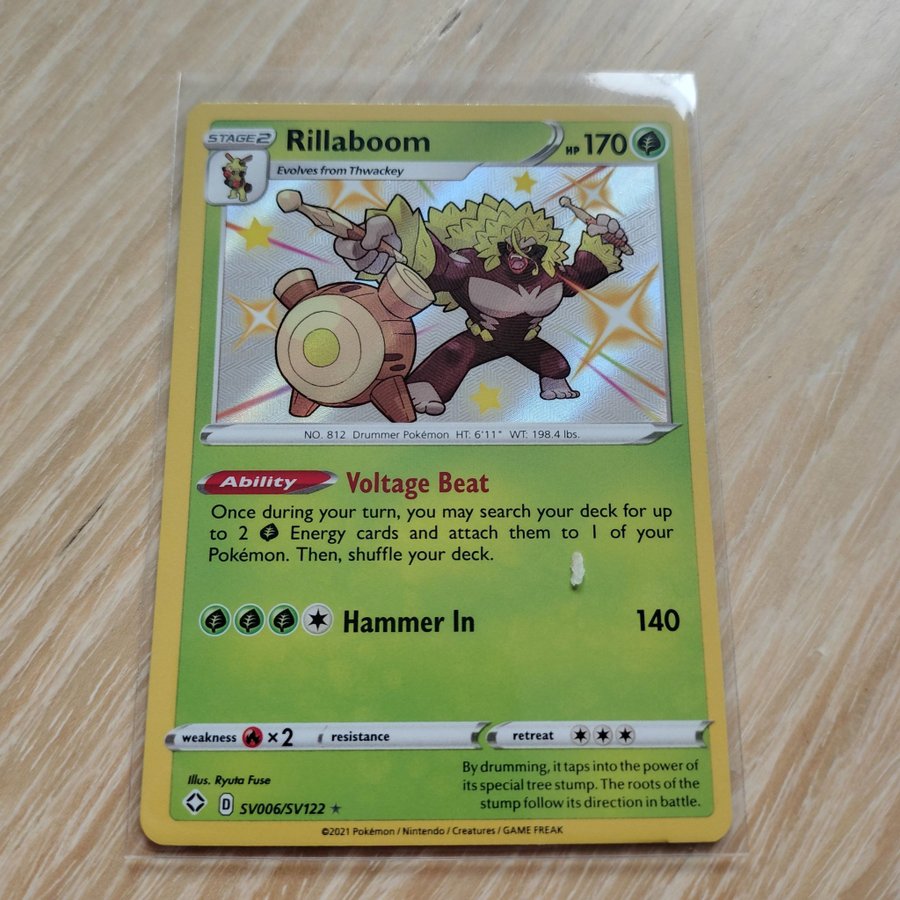 STAGE 2 Rillaboom HP 170
Evolves from Thwackey
NO. 812 Drummer Pokémon HT: 6'11" WT: 198.4 lbs.
Ability Voltage Beat
Once during your turn, you may search your deck for up
to 2 Energy cards and attach them to 1 of your
Pokémon. Then, shuffle your deck.
Hammer In 140
weakness ×2 resistance retreat
By drumming, it taps into the power of
its special tree stump. The roots of the
stump follow its direction in battle.
Illus. Ryuta Fuse
D SV006/SV122 ★
©2021 Pokémon / Nintendo / Creatures / GAME FREAK